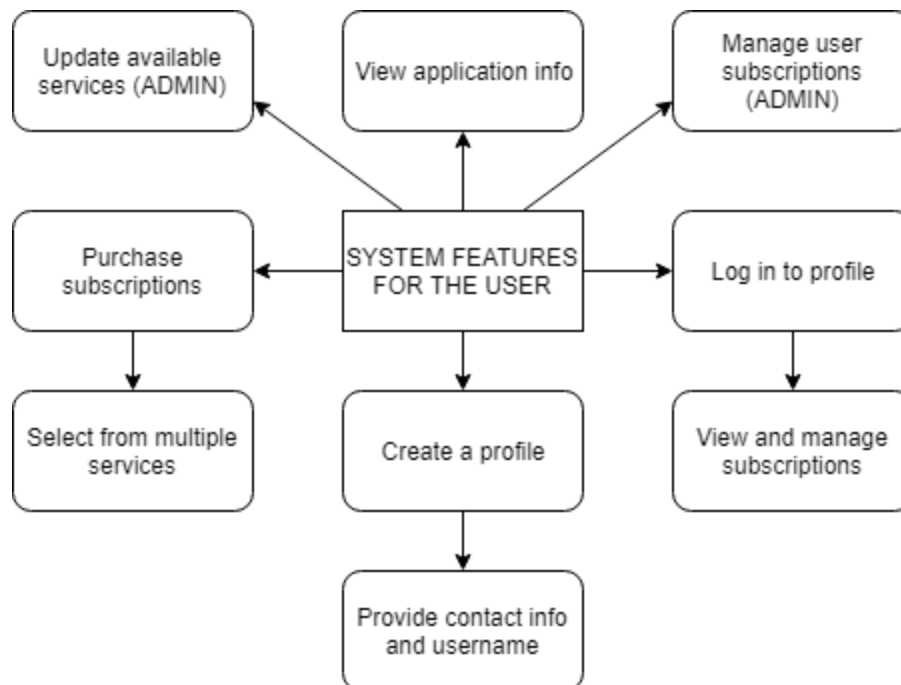 Update available
services (ADMIN)
View application info
Manage user
subscriptions
(ADMIN)
Purchase
subscriptions
SYSTEM FEATURES
FOR THE USER
Log in to profile
Select from multiple
services
Create a profile
View and manage
subscriptions
Provide contact info
and username